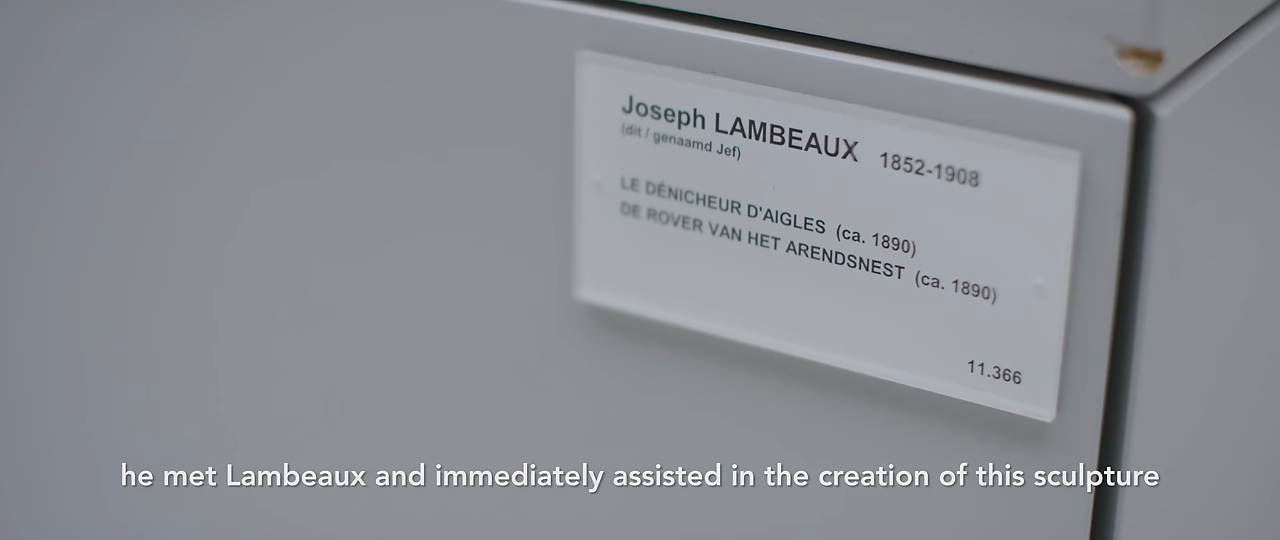 Joseph LAMBEAUX 1852-1908
(dit / genaamd Jef)
LE DÉNICHEUR D'AIGLES (ca. 1890)
DE ROVER VAN HET ARENDSNEST (ca. 1890)
11.366
he met Lambeaux and immediately assisted in the creation of this sculpture